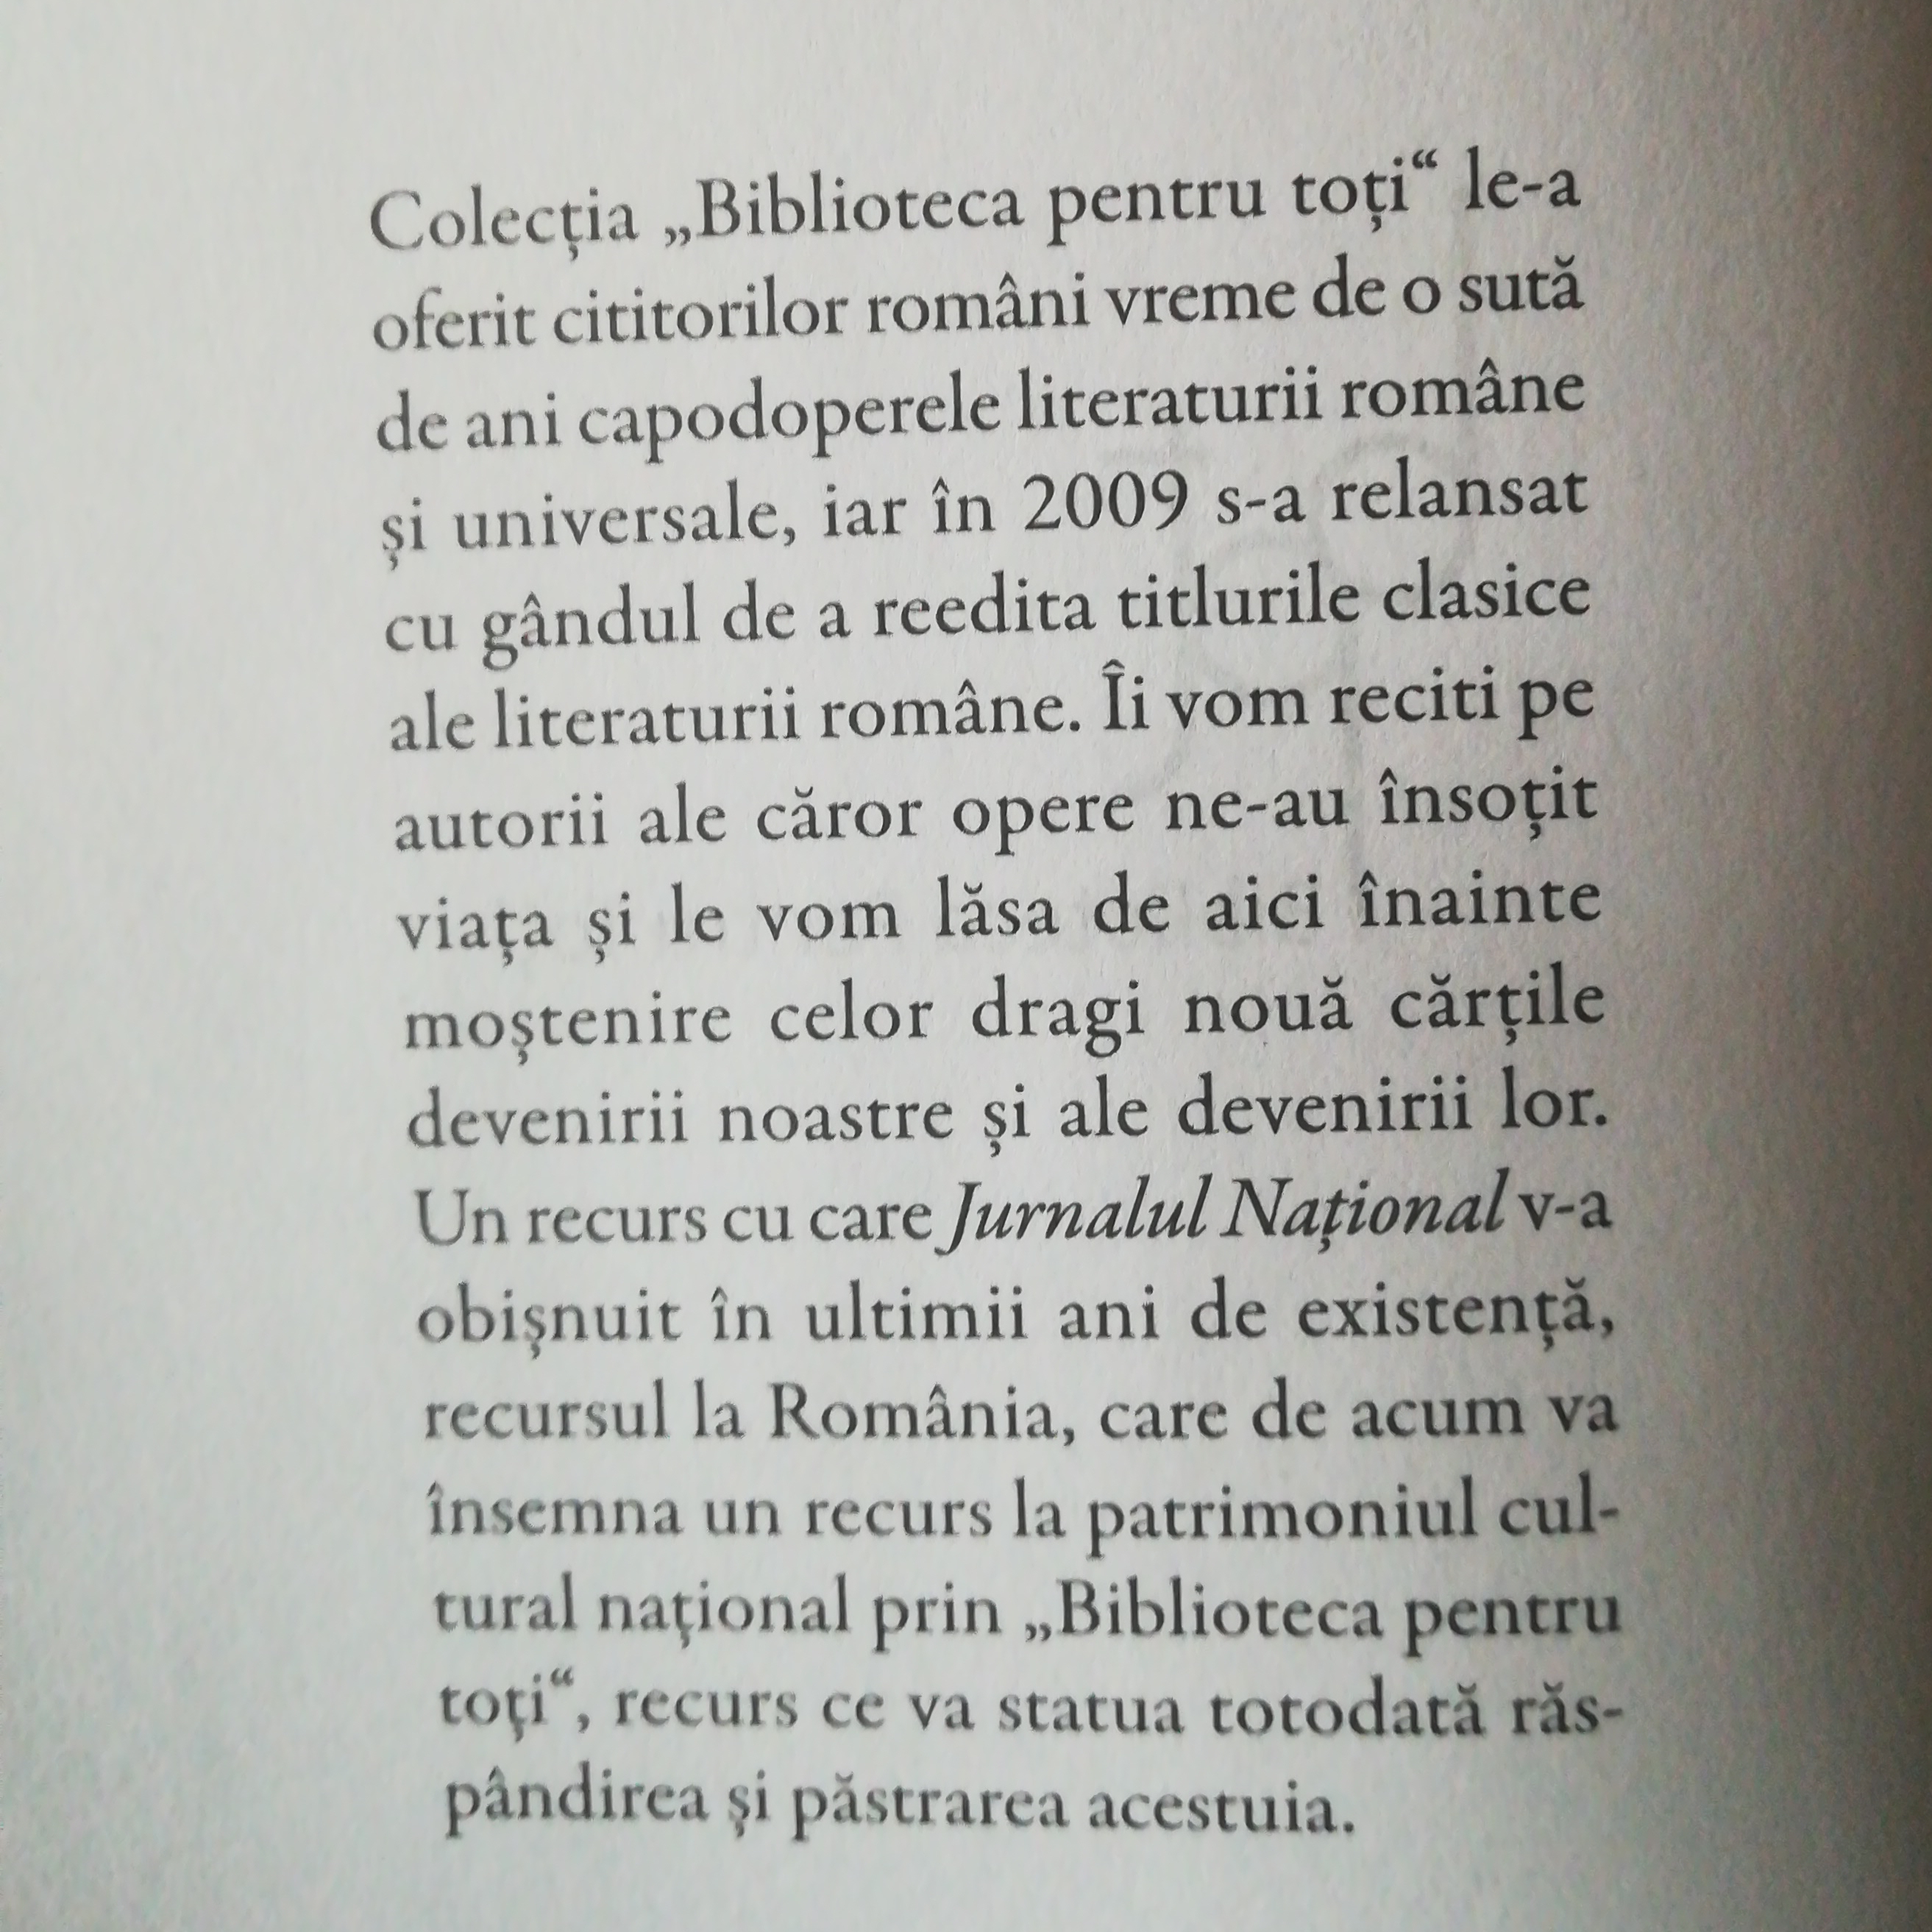 Colecția „Biblioteca pentru toți“ le-a
oferit cititorilor români vreme de o sută
de ani capodoperele literaturii române
și universale, iar în 2009 s-a relansat
cu gândul de a reedita titlurile clasice
ale literaturii române. Îi vom reciti pe
autorii ale căror opere ne-au însoțit
viața și le vom lăsa de aici înainte
moștenire celor dragi nouă cărțile
devenirii noastre și ale devenirii lor.
Un recurs cu care Jurnalul Național v-a
obișnuit în ultimii ani de existență,
recursul la România, care de acum va
însemna un recurs la patrimoniul cul-
tural național prin „Biblioteca pentru
toți“, recurs ce va statua totodată răs-
pândirea și păstrarea acestuia.